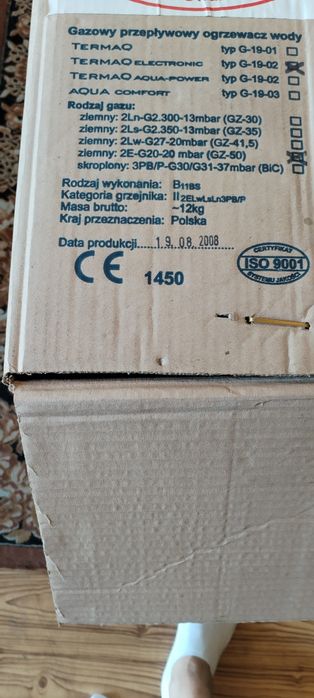 Gazowy przepływowy ogrzewacz wody
TERMAQ typ G-19-01
TERMAQ ELECTRONIC typ G-19-02
TERMAQ AQUA-POWER typ G-19-02
AQUA COMFORT typ G-19-03
Rodzaj gazu:
ziemny: 2Ln-G2.300-13mbar (GZ-30)
ziemny: 2Ls-G2.350-13mbar (GZ-35)
ziemny: 2Lw-G27-20mbar (GZ-41,5)
ziemny: 2E-G20-20 mbar (GZ-50)
skroplony: 3PB/P-G30/G31-37mbar (BiC)
Rodzaj wykonania: B11BS
Kategoria grzejnika: II2ELwLsLn3PB/P
Masa brutto: ~12kg
Kraj przeznaczenia: Polska
Data produkcji 19.08.2008
CE 1450
CERTYFIKAT
ISO 9001
SYSTEMU JAKOŚCI